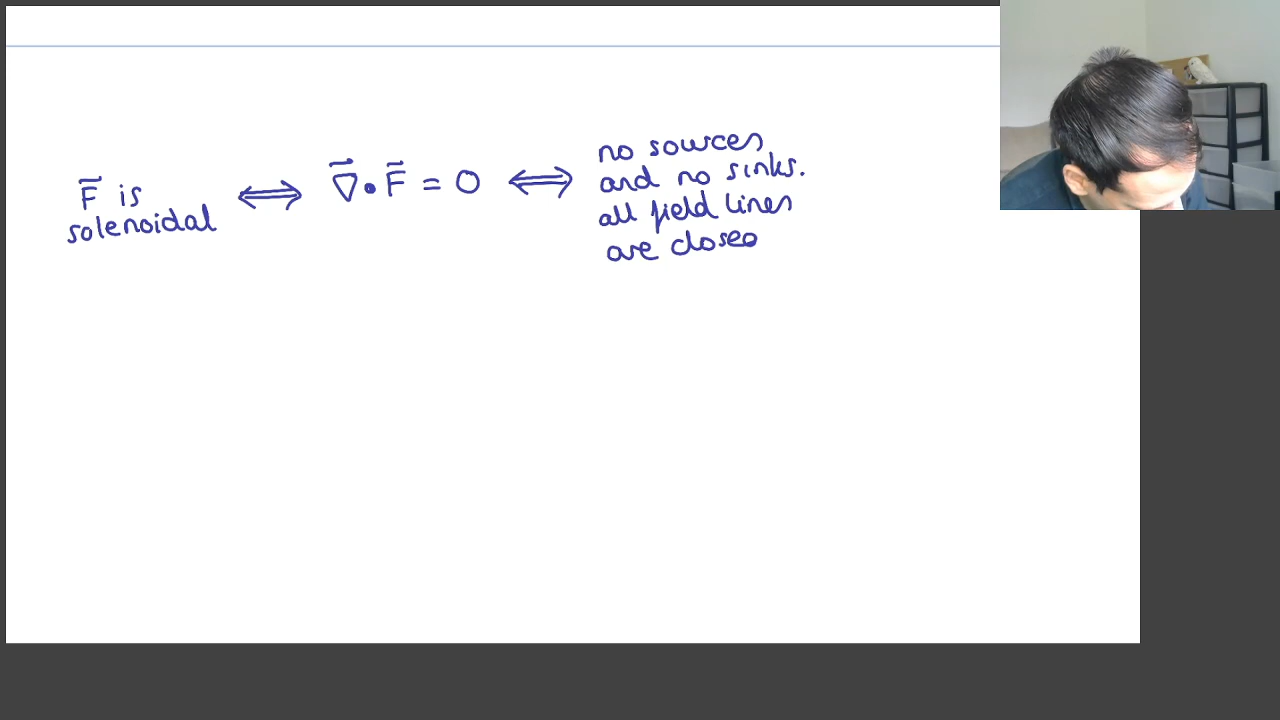 F̄ is
solenoidal
⟺ ∇⃗ • F⃗ = 0 ⟺
no sources
and no sinks.
all field lines
are closed